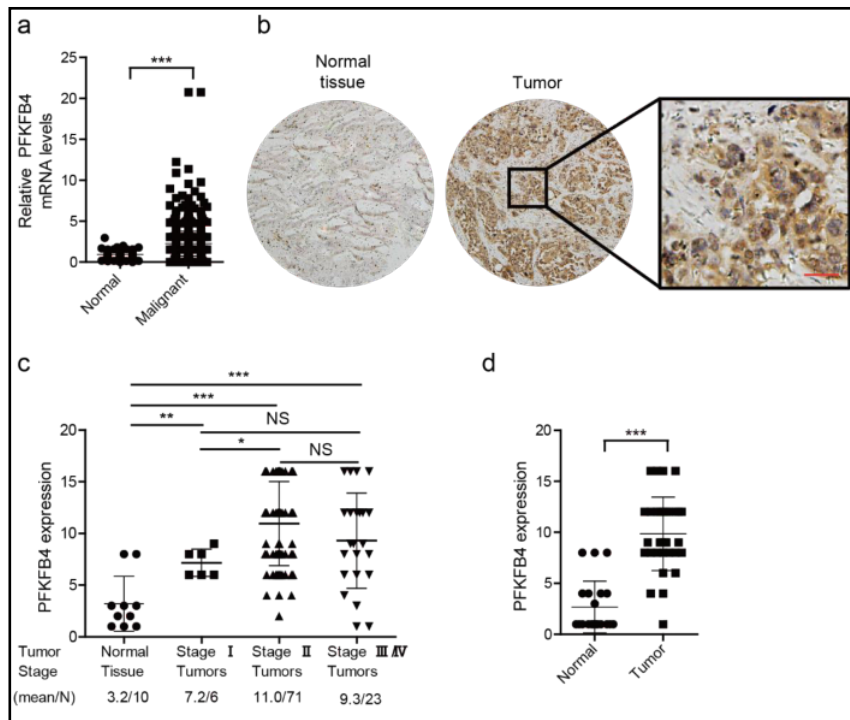 a
b
Relative PFKFB4
mRNA levels
25
20
15
10
5
0
***
Normal
Malignant
Normal
tissue
Tumor
c
d
***
***
**
NS
*
NS
PFKFB4 expression
20
15
10
5
0
Tumor
Stage
(mean/N)
Normal
Tissue
3.2/10
Stage Ⅰ
Tumors
7.2/6
Stage Ⅱ
Tumors
11.0/71
Stage Ⅲ/Ⅳ
Tumors
9.3/23
PFKFB4 expression
20
15
10
5
0
***
Normal
Tumor